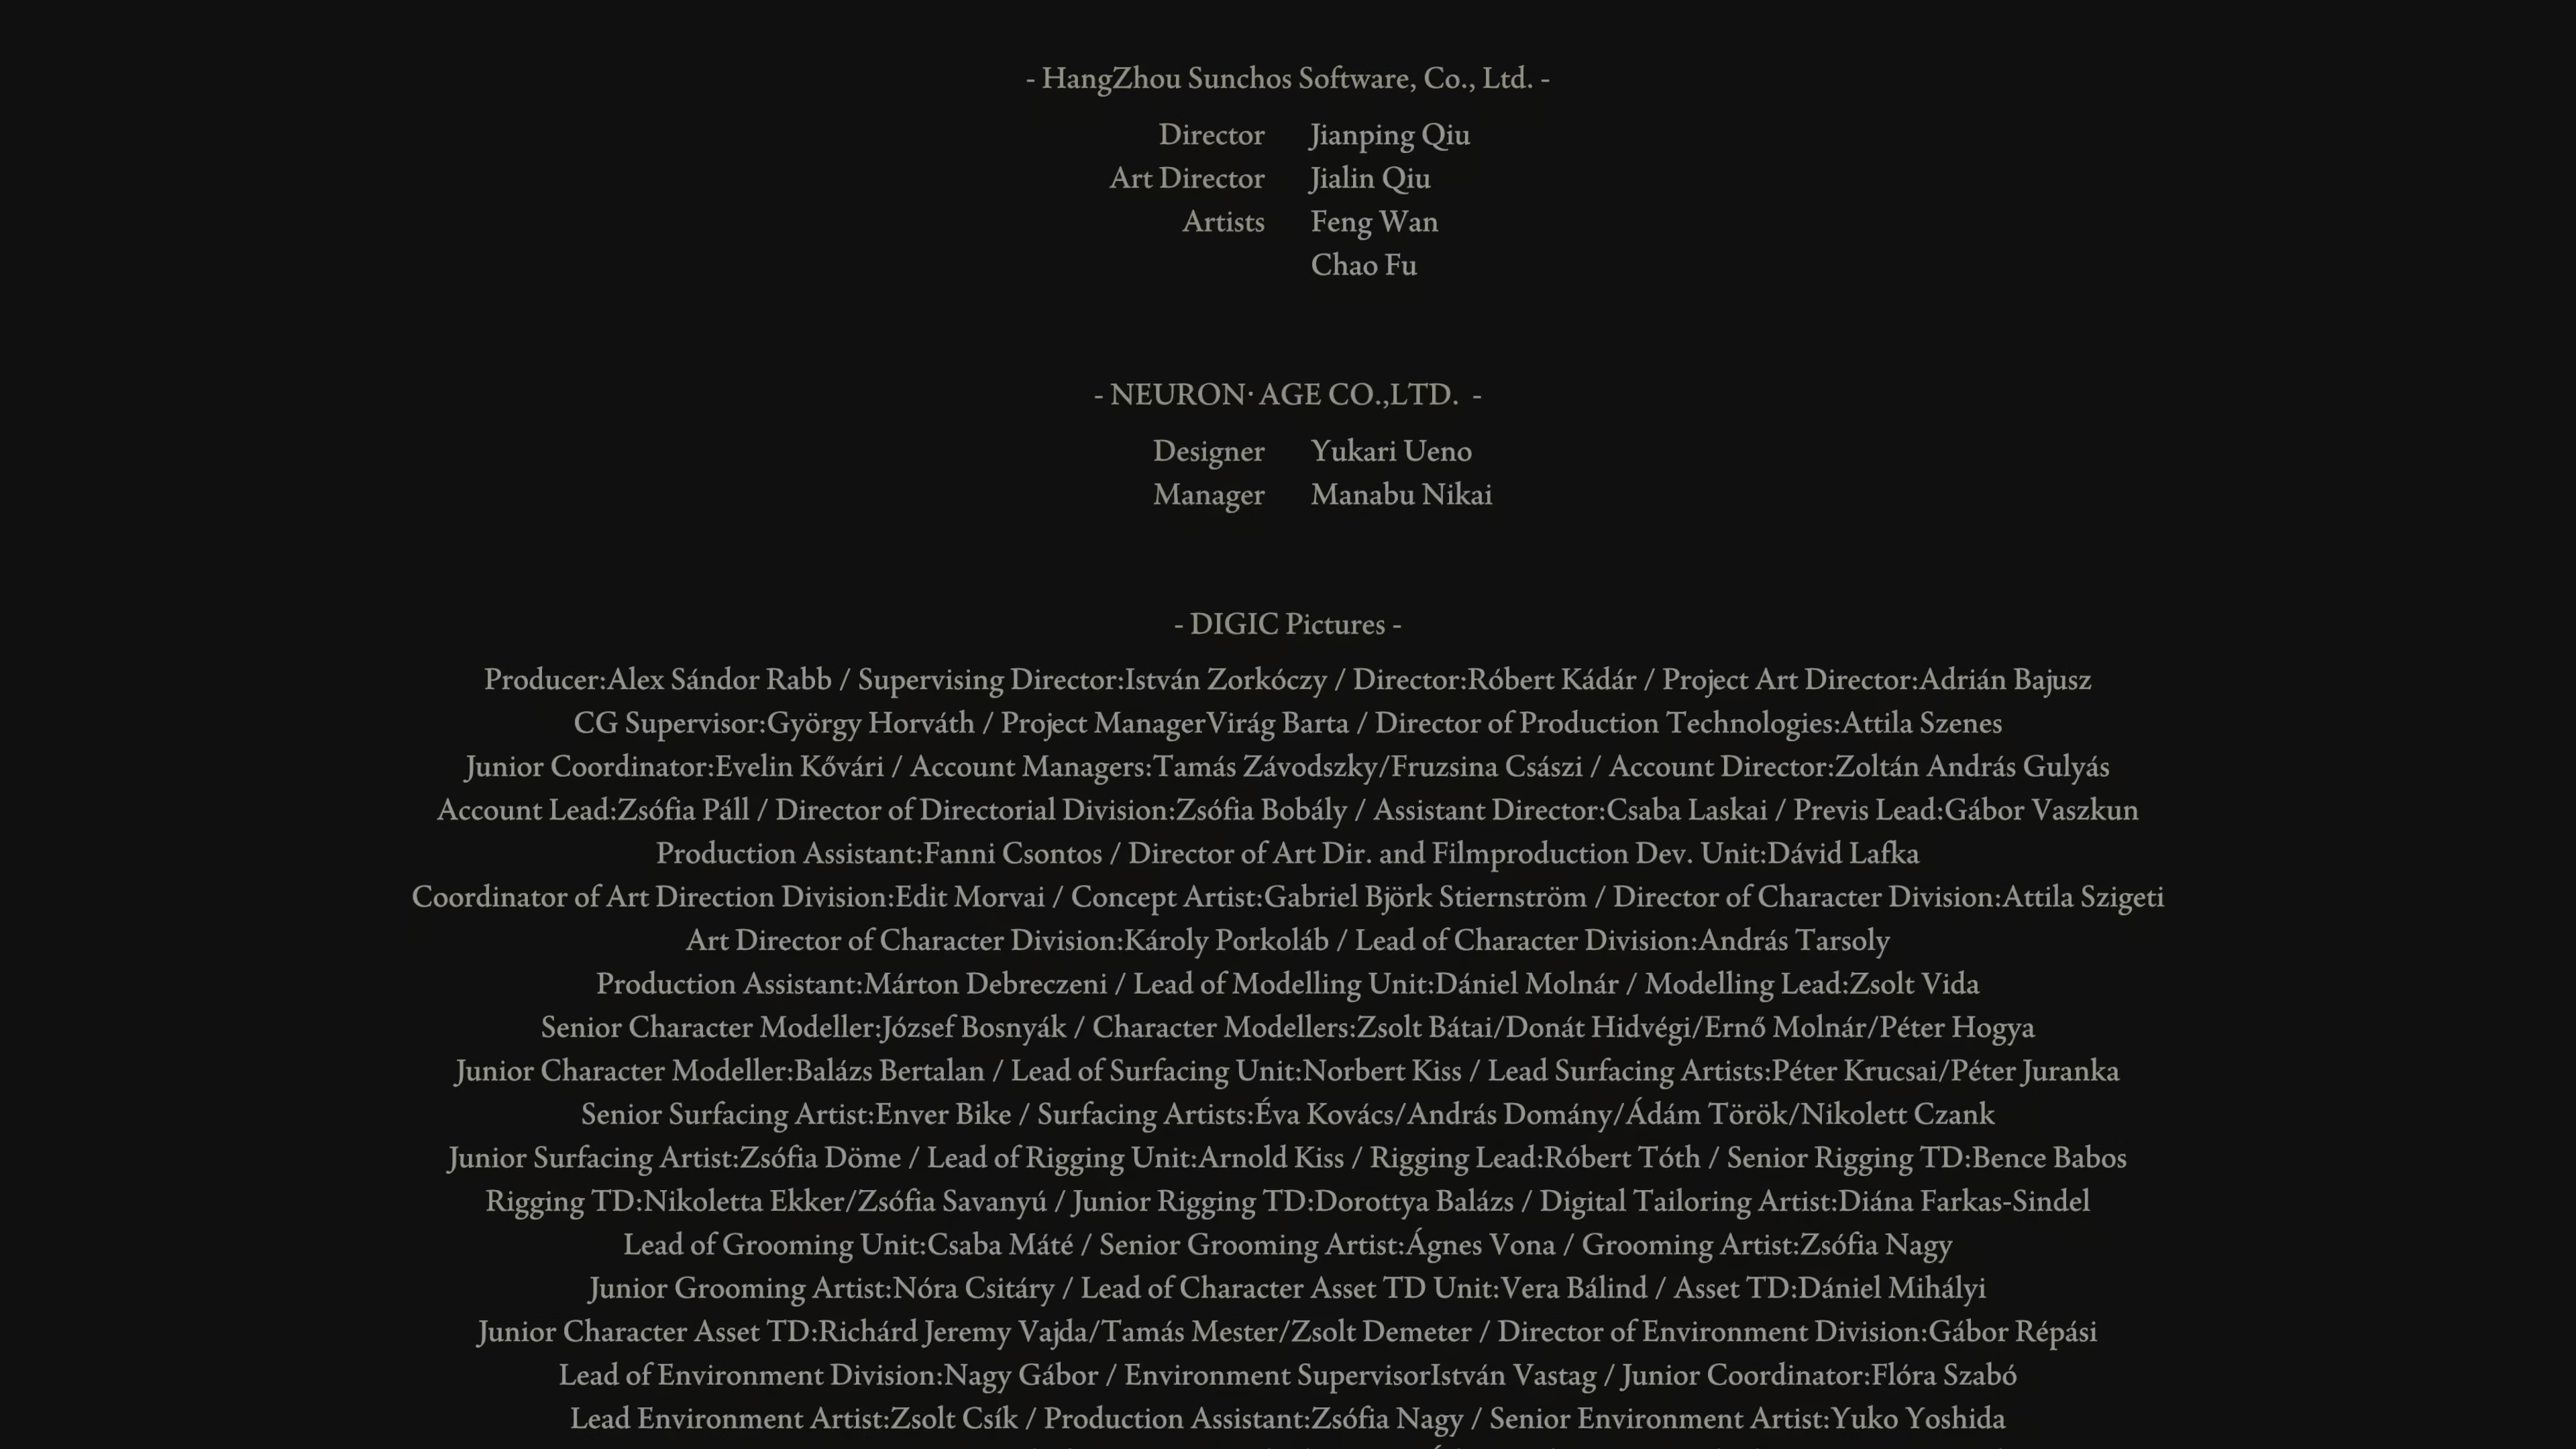 - HangZhou Sunchos Software, Co., Ltd. -
Director Jianping Qiu
Art Director Jialin Qiu
Artists Feng Wan
Chao Fu
- NEURON·AGE CO.,LTD. -
Designer Yukari Ueno
Manager Manabu Nikai
- DIGIC Pictures -
Producer:Alex Sándor Rabb / Supervising Director:István Zorkóczy / Director:Róbert Kádár / Project Art Director:Adrián Bajusz
CG Supervisor:György Horváth / Project ManagerVirág Barta / Director of Production Technologies:Attila Szenes
Junior Coordinator:Evelin Kővári / Account Managers:Tamás Závodszky/Fruzsina Császi / Account Director:Zoltán András Gulyás
Account Lead:Zsófia Páll / Director of Directorial Division:Zsófia Bobály / Assistant Director:Csaba Laskai / Previs Lead:Gábor Vaszkun
Production Assistant:Fanni Csontos / Director of Art Dir. and Filmproduction Dev. Unit:Dávid Lafka
Coordinator of Art Direction Division:Edit Morvai / Concept Artist:Gabriel Björk Stiernström / Director of Character Division:Attila Szigeti
Art Director of Character Division:Károly Porkoláb / Lead of Character Division:András Tarsoly
Production Assistant:Márton Debreczeni / Lead of Modelling Unit:Dániel Molnár / Modelling Lead:Zsolt Vida
Senior Character Modeller:József Bosnyák / Character Modellers:Zsolt Bátai/Donát Hidvégi/Ernő Molnár/Péter Hogya
Junior Character Modeller:Balázs Bertalan / Lead of Surfacing Unit:Norbert Kiss / Lead Surfacing Artists:Péter Krucsai/Péter Juranka
Senior Surfacing Artist:Enver Bike / Surfacing Artists:Éva Kovács/András Domány/Ádám Török/Nikolett Czank
Junior Surfacing Artist:Zsófia Döme / Lead of Rigging Unit:Arnold Kiss / Rigging Lead:Róbert Tóth / Senior Rigging TD:Bence Babos
Rigging TD:Nikoletta Ekker/Zsófia Savanyú / Junior Rigging TD:Dorottya Balázs / Digital Tailoring Artist:Diána Farkas-Sindel
Lead of Grooming Unit:Csaba Máté / Senior Grooming Artist:Ágnes Vona / Grooming Artist:Zsófia Nagy
Junior Grooming Artist:Nóra Csitáry / Lead of Character Asset TD Unit:Vera Bálind / Asset TD:Dániel Mihályi
Junior Character Asset TD:Richárd Jeremy Vajda/Tamás Mester/Zsolt Demeter / Director of Environment Division:Gábor Répási
Lead of Environment Division:Nagy Gábor / Environment SupervisorIstván Vastag / Junior Coordinator:Flóra Szabó
Lead Environment Artist:Zsolt Csík / Production Assistant:Zsófia Nagy / Senior Environment Artist:Yuko Yoshida